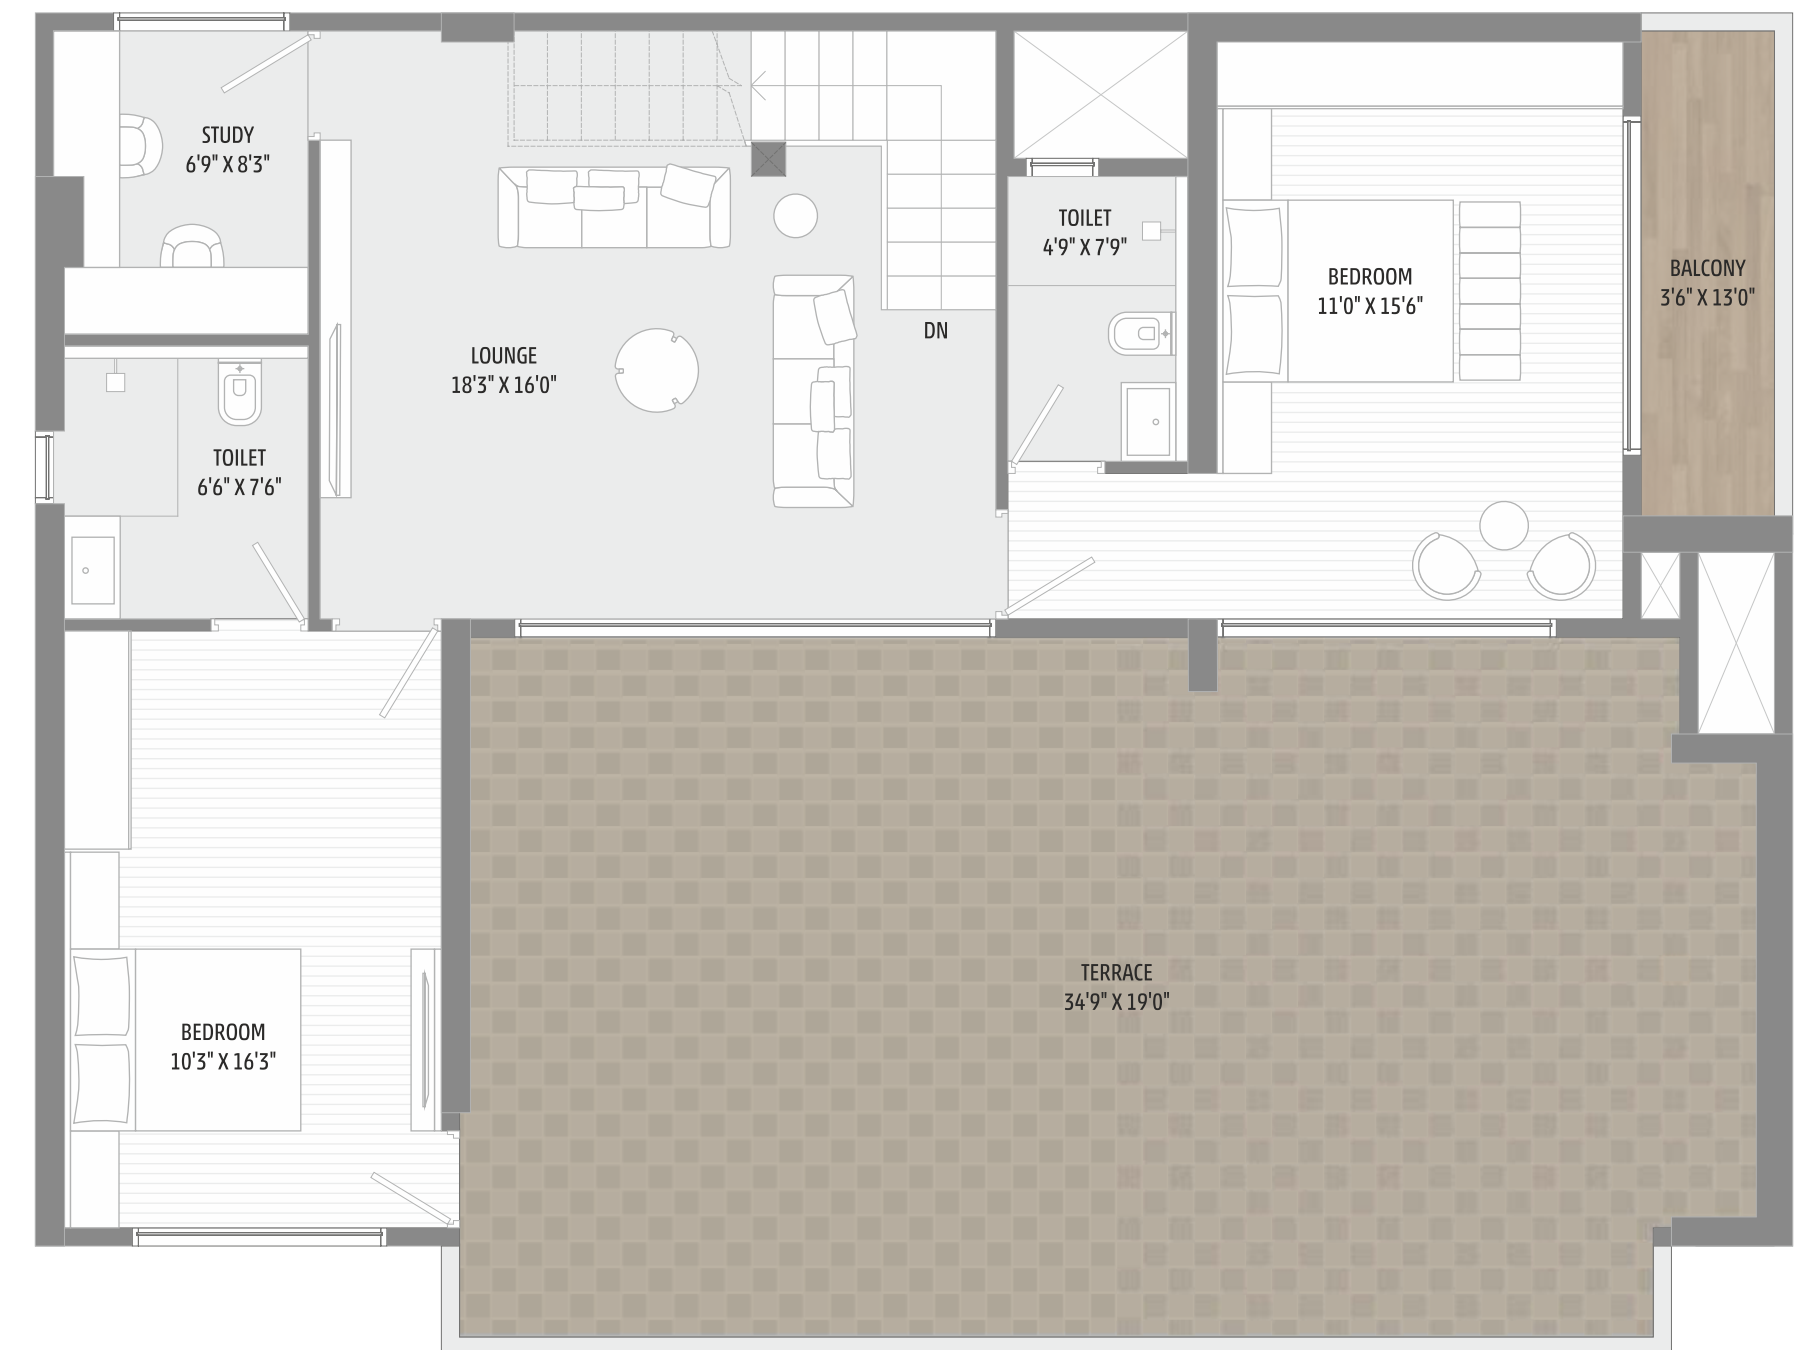 STUDY
6'9" X 8'3"
TOILET
4'9" X 7'9"
BEDROOM
11'0" X 15'6"
BALCONY
3'6" X 13'0"
DN
LOUNGE
18'3" X 16'0"
TOILET
6'6" X 7'6"
TERRACE
34'9" X 19'0"
BEDROOM
10'3" X 16'3"